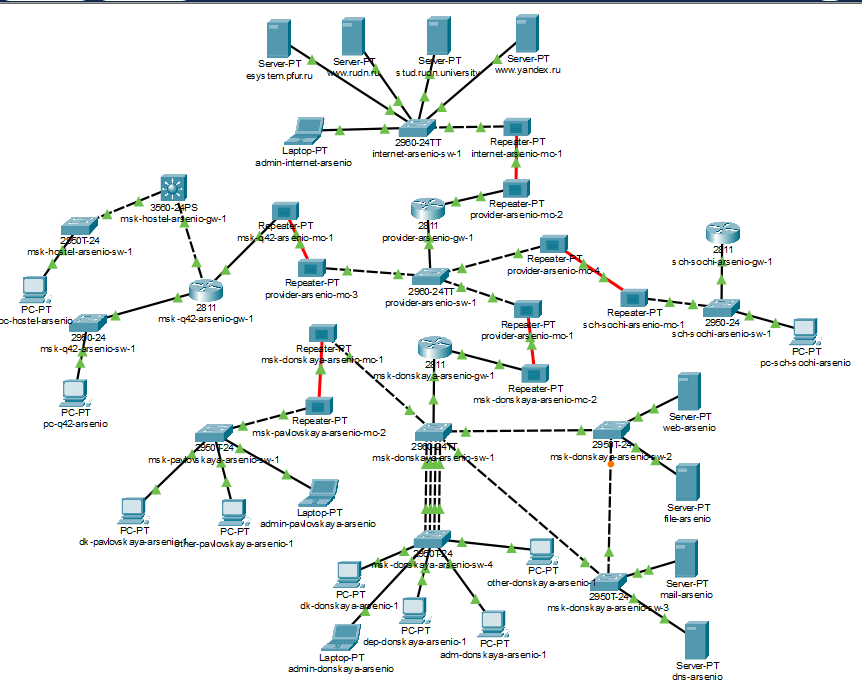 Server-PT
esystem.pfur.ru
Server-PT
www.rudn.ru
Server-PT
stud.rudn.university
Server-PT
www.yandex.ru
Laptop-PT
admin-internet-arsenio
2960-24TT
internet-arsenio-sw-1
Repeater-PT
internet-arsenio-mc-1
Repeater-PT
provider-arsenio-mc-2
3560-24PS
msk-hostel-arsenio-gw-1
2950T-24
msk-hostel-arsenio-sw-1
Repeater-PT
msk-q42-arsenio-mc-1
2811
provider-arsenio-gw-1
Repeater-PT
provider-arsenio-mc-4
2811
sch-sochi-arsenio-gw-1
PC-PT
pc-hostel-arsenio
2811
msk-q42-arsenio-gw-1
Repeater-PT
provider-arsenio-mc-3
2960-24TT
provider-arsenio-sw-1
Repeater-PT
provider-arsenio-mc-1
Repeater-PT
sch-sochi-arsenio-mc-1
2950-24
sch-sochi-arsenio-sw-1
PC-PT
pc-sch-sochi-arsenio
2950-24
msk-q42-arsenio-sw-1
PC-PT
pc-q42-arsenio
Repeater-PT
msk-donskaya-arsenio-mc-1
2811
msk-donskaya-arsenio-gw-1
Repeater-PT
msk-donskaya-arsenio-mc-2
Repeater-PT
msk-pavlovskaya-arsenio-mc-2
2950T-24
msk-pavlovskaya-arsenio-sw-1
2960-24TT
msk-donskaya-arsenio-sw-1
2950T-24
msk-donskaya-arsenio-sw-2
Server-PT
web-arsenio
Server-PT
file-arsenio
PC-PT
dk-pavlovskaya-arsenio-1
PC-PT
other-pavlovskaya-arsenio-1
Laptop-PT
admin-pavlovskaya-arsenio
2950T-24
msk-donskaya-arsenio-sw-4
PC-PT
other-donskaya-arsenio-1
2950T-24
msk-donskaya-arsenio-sw-3
Server-PT
mail-arsenio
PC-PT
dk-donskaya-arsenio-1
PC-PT
dep-donskaya-arsenio-1
PC-PT
adm-donskaya-arsenio-1
Laptop-PT
admin-donskaya-arsenio
Server-PT
dns-arsenio